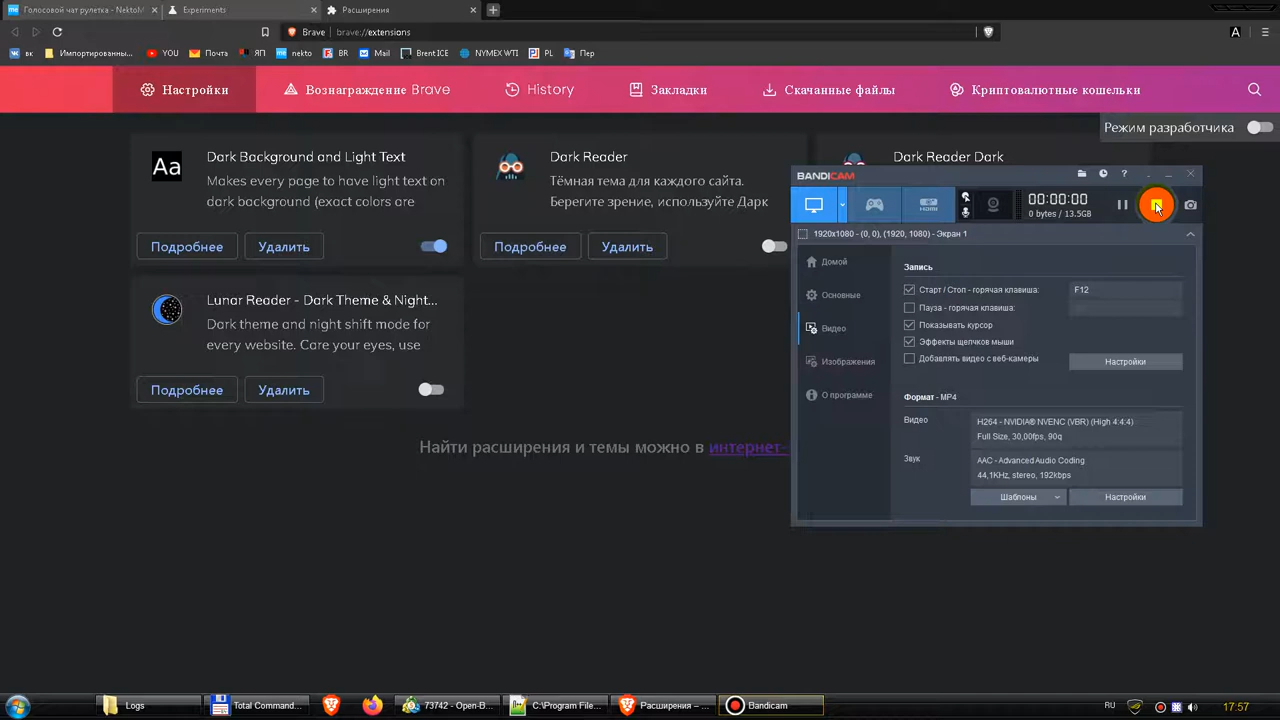 Голосовой чат рулетка - NektoM
Experiments
Расширения
Brave
brave://extensions
вк
Импортированны...
YOU
Почта
ЯП
nekto
BR
Mail
Brent ICE
NYMEX WTI
PL
Пер
Настройки
Вознаграждение Brave
History
Закладки
Скачанные файлы
Криптовалютные кошельки
Режим разработчика
Aa
Dark Background and Light Text
Makes every page to have light text on
dark background (exact colors are
Подробнее
Удалить
Dark Reader
Тёмная тема для каждого сайта.
Берегите зрение, используйте Дарк
Подробнее
Удалить
Dark Reader Dark
Lunar Reader - Dark Theme & Night...
Dark theme and night shift mode for
every website. Care your eyes, use
Подробнее
Удалить
Найти расширения и темы можно в интернет-
BANDICAM
HDMI
00:00:00
0 bytes / 13.5GB
1920x1080 - (0, 0), (1920, 1080) - Экран 1
Домой
Основные
Видео
Изображения
О программе
Запись
Старт / Стоп - горячая клавиша:
F12
Пауза - горячая клавиша:
Показывать курсор
Эффекты щелчков мыши
Добавлять видео с веб-камеры
Настройки
Формат - MP4
Видео
H264 - NVIDIA® NVENC (VBR) (High 4:4:4)
Full Size, 30,00fps, 90q
Звук
AAC - Advanced Audio Coding
44,1KHz, stereo, 192kbps
Шаблоны
Настройки
Logs
Total Command...
73742 - Open B...
C:\Program File...
Расширения – ...
Bandicam
RU
17:57